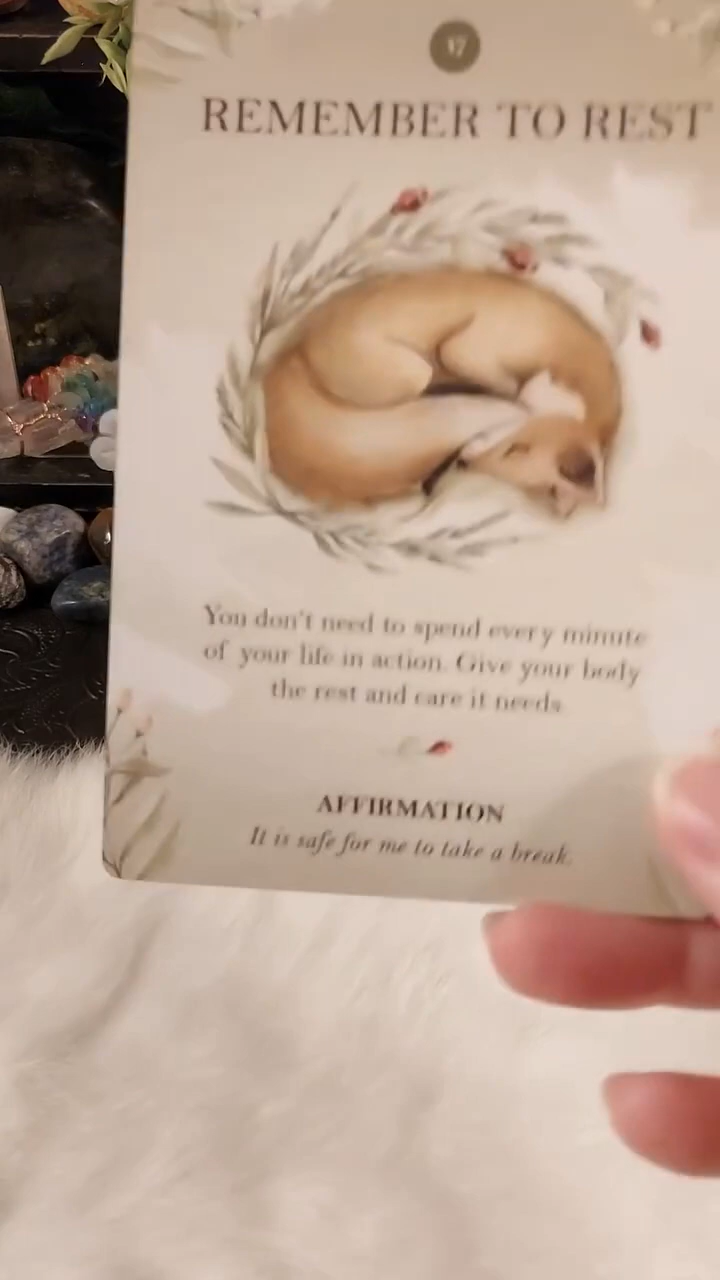 17
REMEMBER TO REST
You don't need to spend every minute
of your life in action. Give your body
the rest and care it needs.
AFFIRMATION
It is safe for me to take a break.